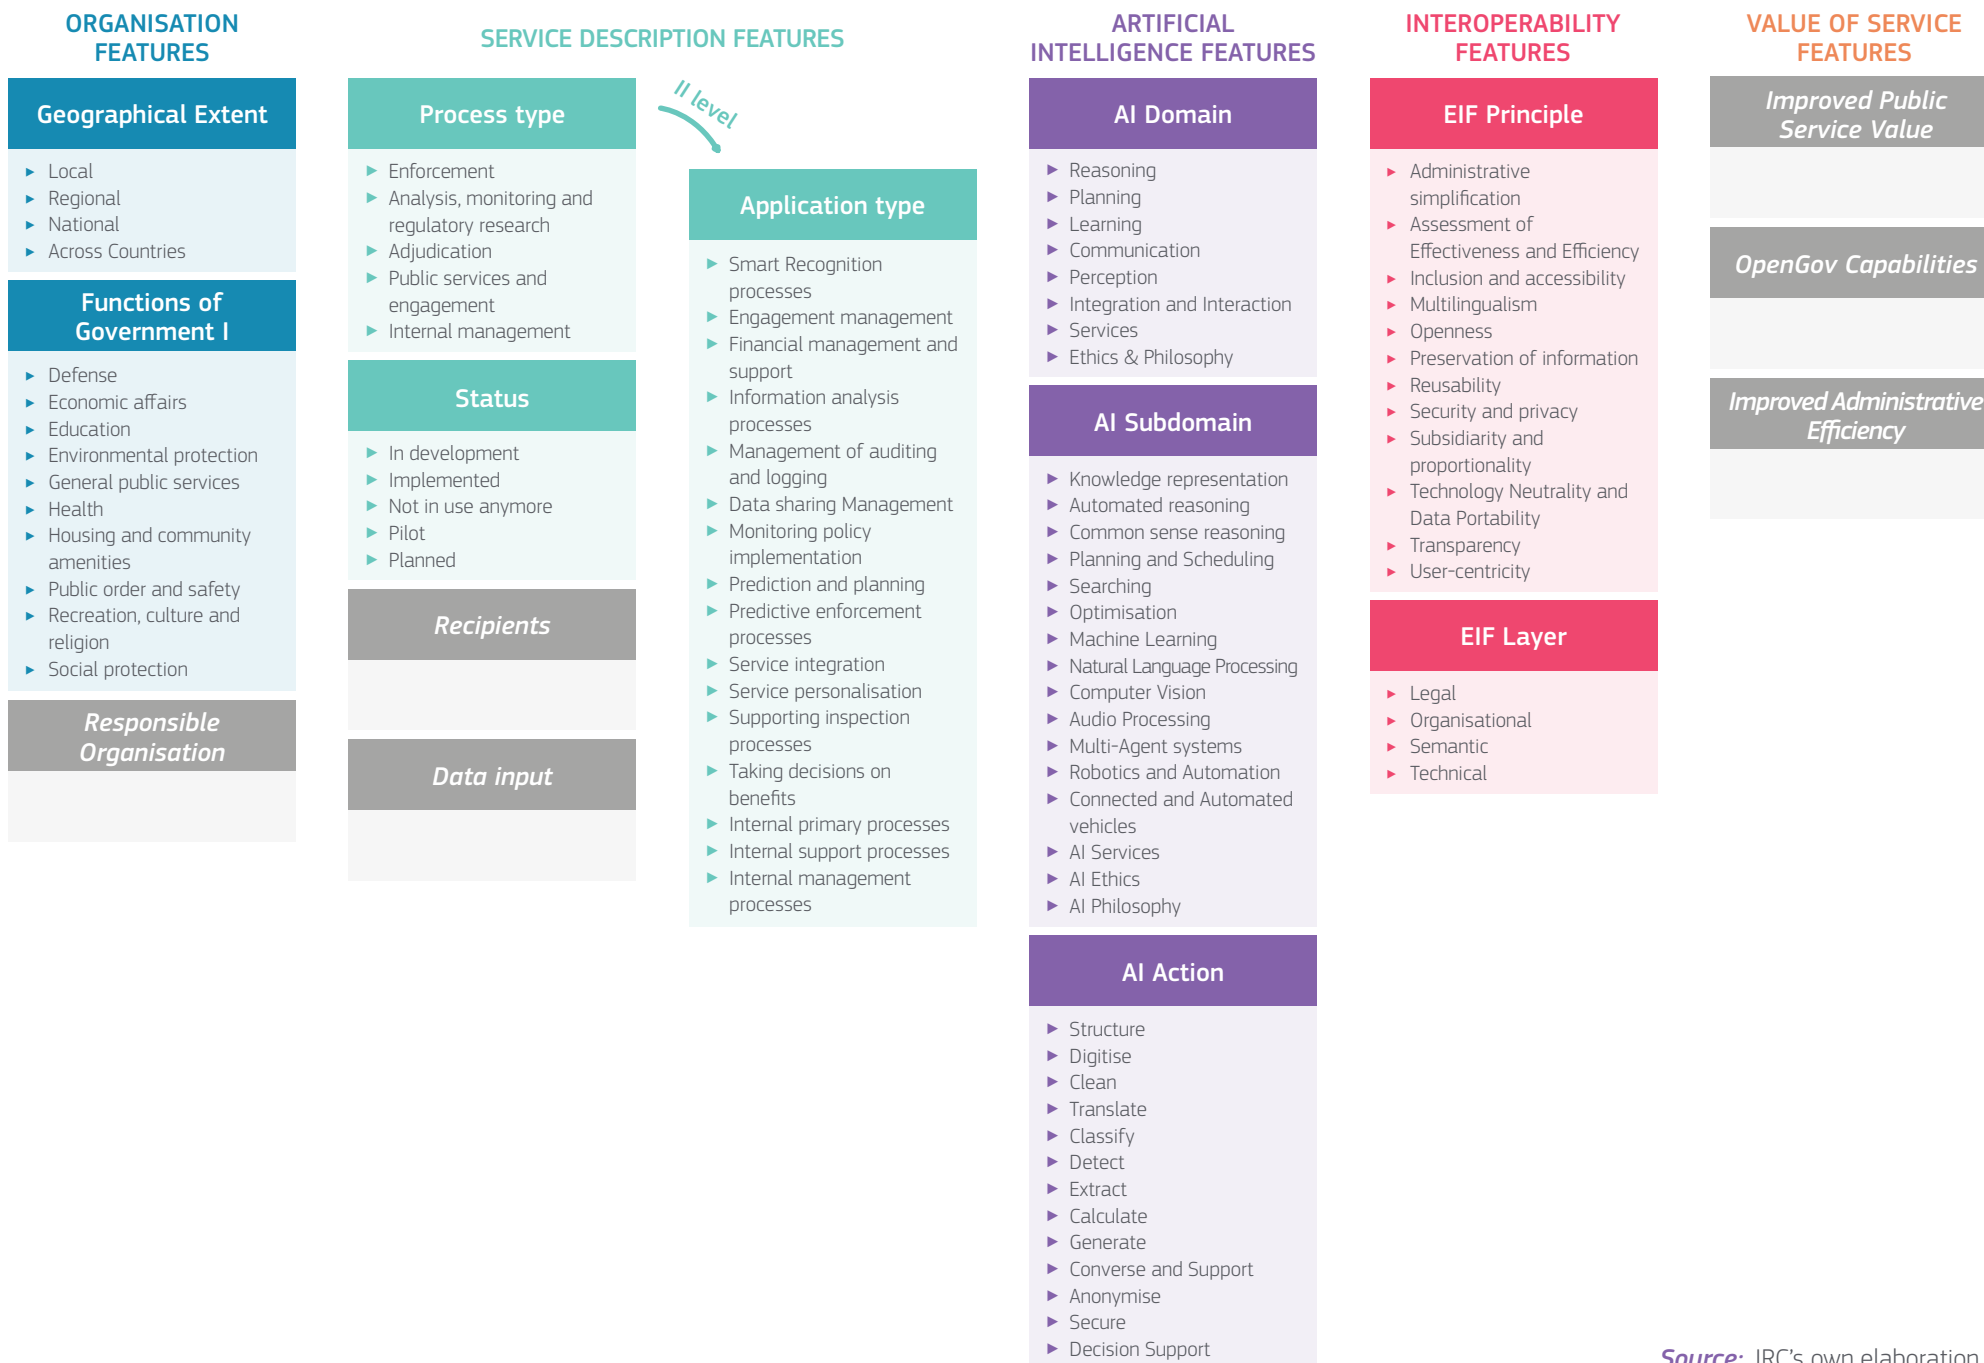 ORGANISATION
FEATURES
Geographical Extent
▸ Local
▸ Regional
▸ National
▸ Across Countries
Functions of
Government I
▸ Defense
▸ Economic affairs
▸ Education
▸ Environmental protection
▸ General public services
▸ Health
▸ Housing and community
amenities
▸ Public order and safety
▸ Recreation, culture and
religion
▸ Social protection
Responsible
Organisation
SERVICE DESCRIPTION FEATURES
Process type
▸ Enforcement
▸ Analysis, monitoring and
regulatory research
▸ Adjudication
▸ Public services and
engagement
▸ Internal management
Status
▸ In development
▸ Implemented
▸ Not in use anymore
▸ Pilot
▸ Planned
Recipients
Data input
II level
Application type
▸ Smart Recognition
processes
▸ Engagement management
▸ Financial management and
support
▸ Information analysis
processes
▸ Management of auditing
and logging
▸ Data sharing Management
▸ Monitoring policy
implementation
▸ Prediction and planning
▸ Predictive enforcement
processes
▸ Service integration
▸ Service personalisation
▸ Supporting inspection
processes
▸ Taking decisions on
benefits
▸ Internal primary processes
▸ Internal support processes
▸ Internal management
processes
ARTIFICIAL
INTELLIGENCE FEATURES
AI Domain
▸ Reasoning
▸ Planning
▸ Learning
▸ Communication
▸ Perception
▸ Integration and Interaction
▸ Services
▸ Ethics & Philosophy
AI Subdomain
▸ Knowledge representation
▸ Automated reasoning
▸ Common sense reasoning
▸ Planning and Scheduling
▸ Searching
▸ Optimisation
▸ Machine Learning
▸ Natural Language Processing
▸ Computer Vision
▸ Audio Processing
▸ Multi-Agent systems
▸ Robotics and Automation
▸ Connected and Automated
vehicles
▸ AI Services
▸ AI Ethics
▸ AI Philosophy
AI Action
▸ Structure
▸ Digitise
▸ Clean
▸ Translate
▸ Classify
▸ Detect
▸ Extract
▸ Calculate
▸ Generate
▸ Converse and Support
▸ Anonymise
▸ Secure
▸ Decision Support
INTEROPERABILITY
FEATURES
EIF Principle
▸ Administrative
simplification
▸ Assessment of
Effectiveness and Efficiency
▸ Inclusion and accessibility
▸ Multilingualism
▸ Openness
▸ Preservation of information
▸ Reusability
▸ Security and privacy
▸ Subsidiarity and
proportionality
▸ Technology Neutrality and
Data Portability
▸ Transparency
▸ User-centricity
EIF Layer
▸ Legal
▸ Organisational
▸ Semantic
▸ Technical
VALUE OF SERVICE
FEATURES
Improved Public
Service Value
OpenGov Capabilities
Improved Administrative
Efficiency
Source: JRC's own elaboration